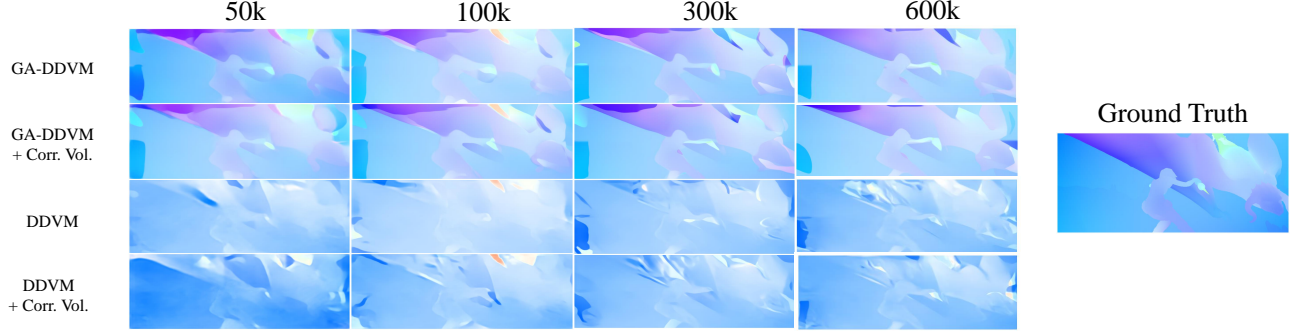 50k 100k 300k 600k
GA-DDVM
GA-DDVM
+ Corr. Vol.
Ground Truth
DDVM
DDVM
+ Corr. Vol.